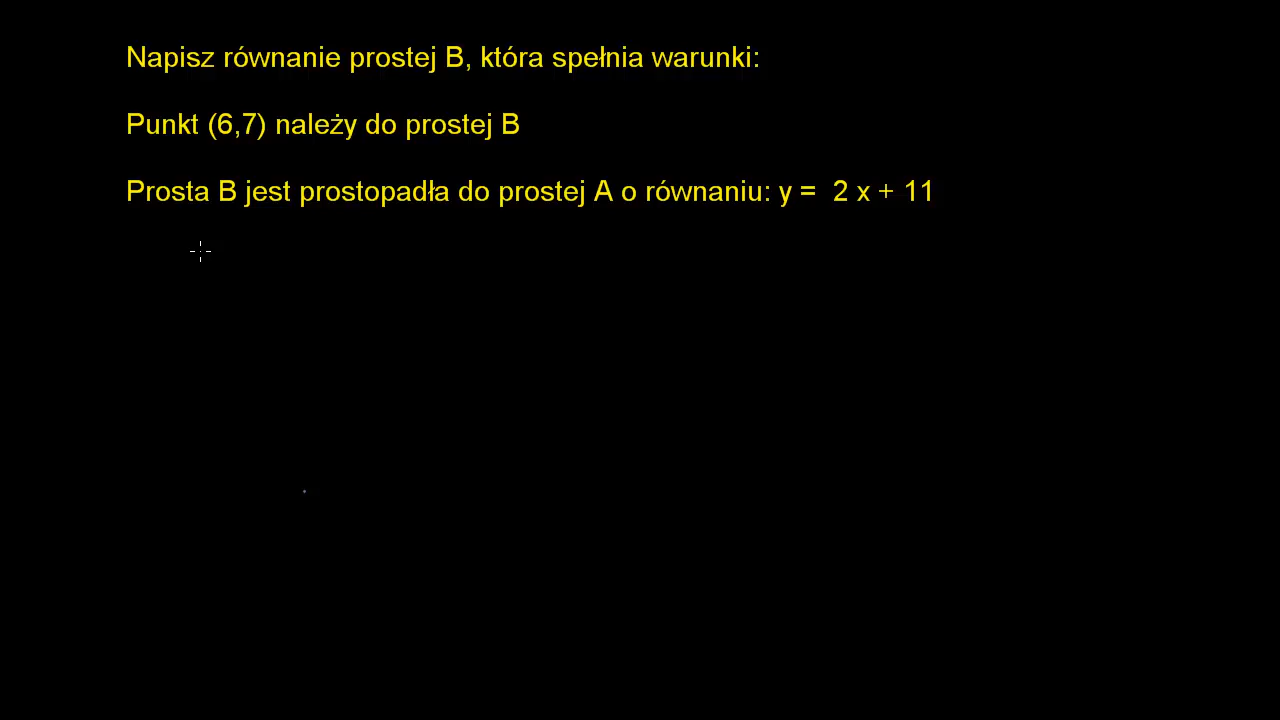 Napisz równanie prostej B, która spełnia warunki:
Punkt (6,7) należy do prostej B
Prosta B jest prostopadła do prostej A o równaniu: y =  2 x + 11